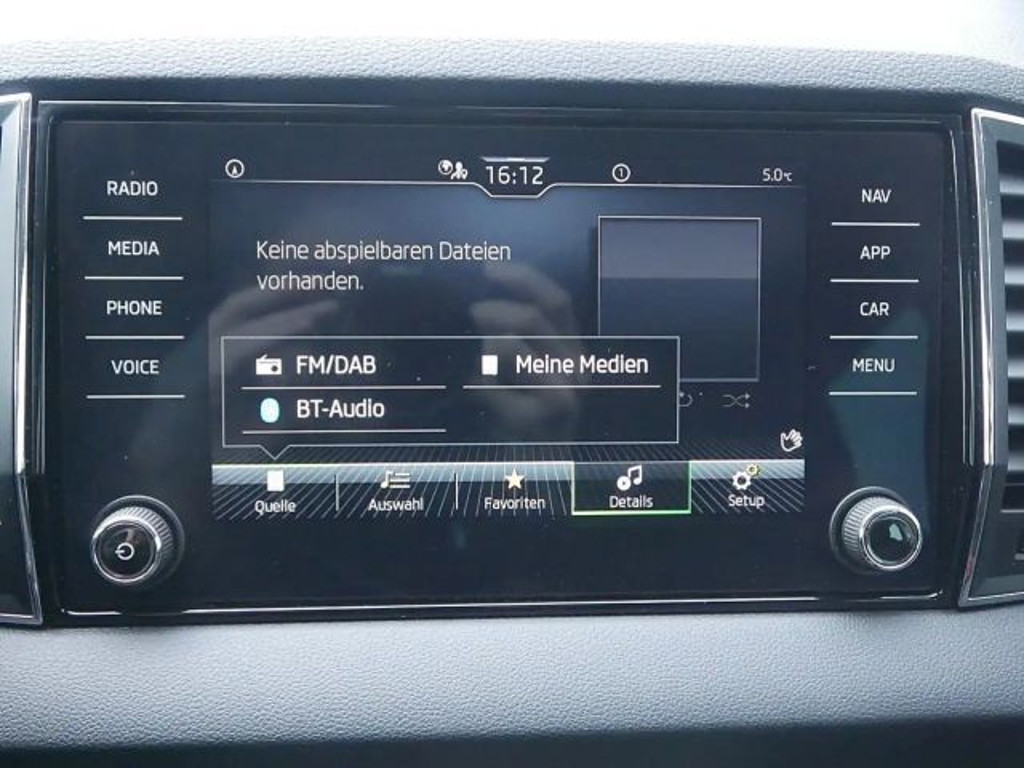 RADIO
MEDIA
PHONE
VOICE
16:12
1
5.0°C
Keine abspielbaren Dateien
vorhanden.
FM/DAB
Meine Medien
BT-Audio
Quelle
Auswahl
Favoriten
Details
Setup
NAV
APP
CAR
MENU